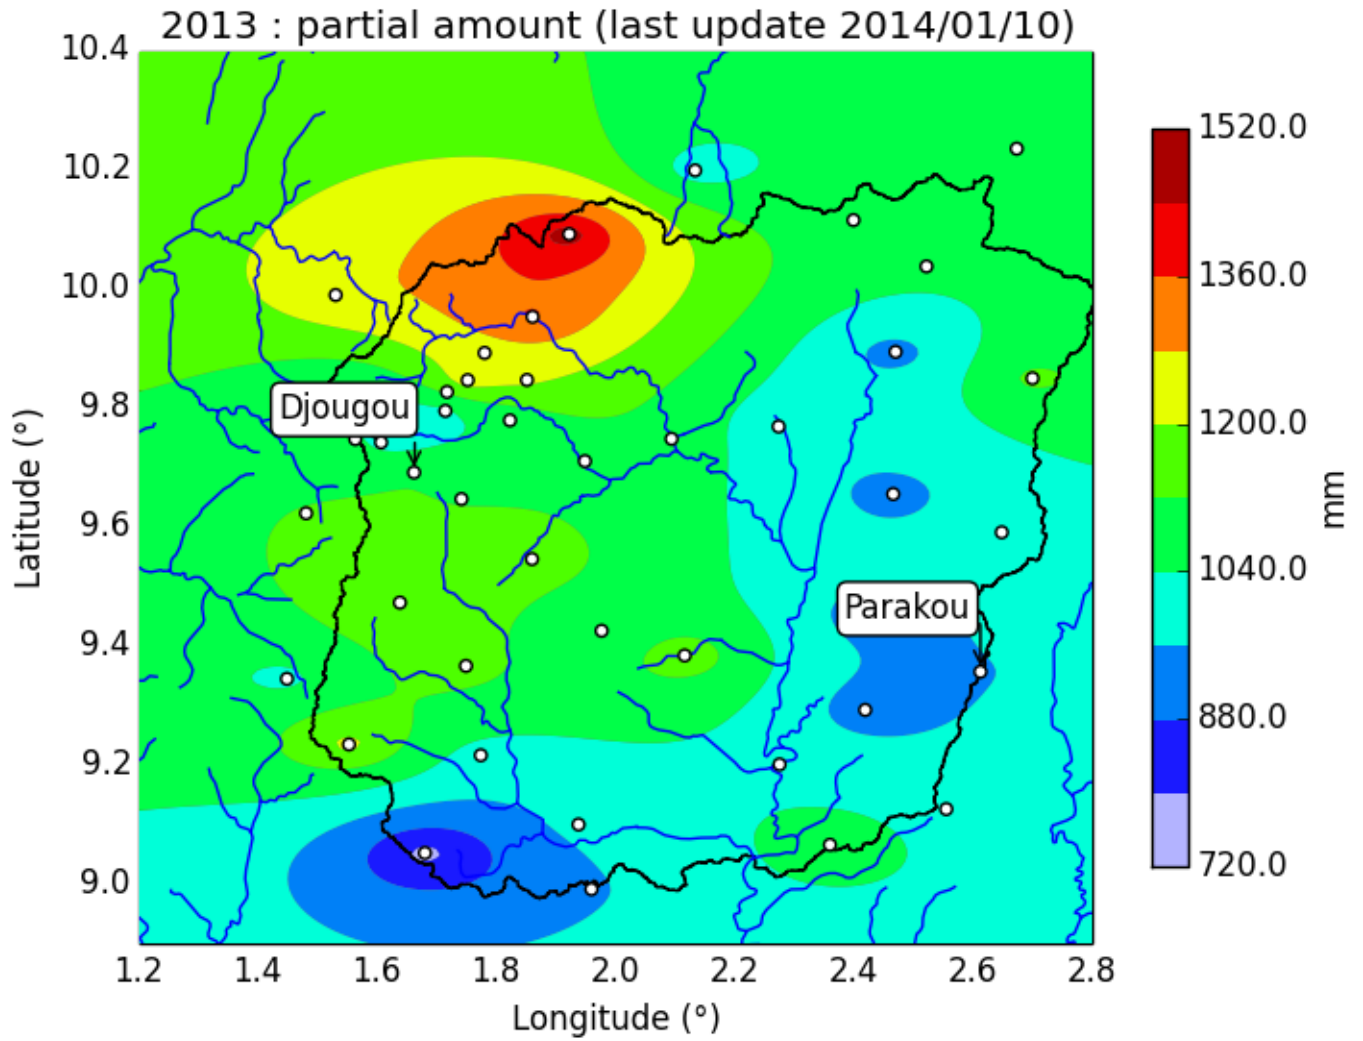 2013 : partial amount (last update 2014/01/10)
10.4
10.2
10.0
9.8
9.6
9.4
9.2
9.0
Latitude (°)
Djougou
Parakou
1.2 1.4 1.6 1.8 2.0 2.2 2.4 2.6 2.8
Longitude (°)
1520.0
1360.0
1200.0
1040.0
880.0
720.0
mm